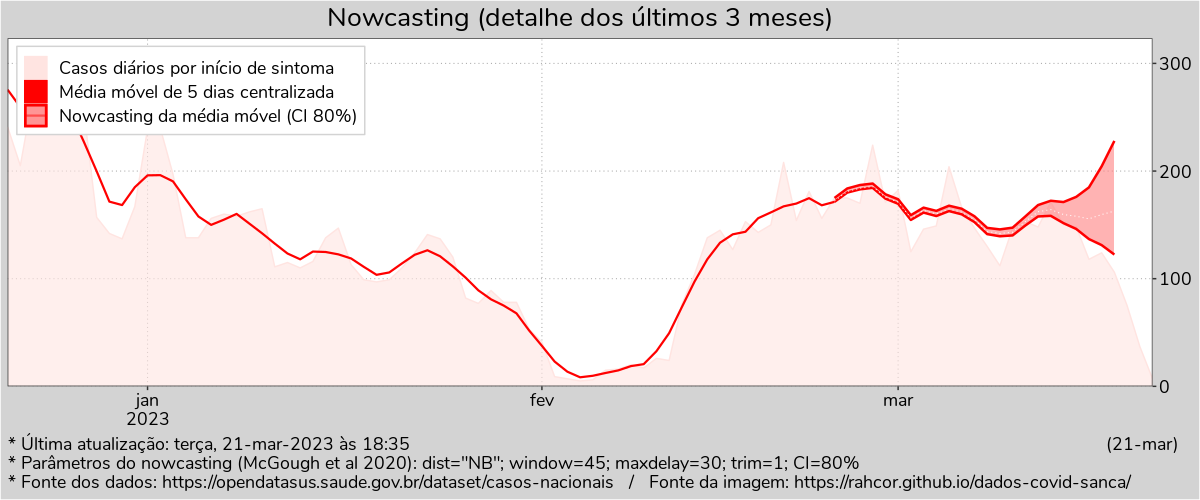 Nowcasting (detalhe dos últimos 3 meses)
Casos diários por início de sintoma
Média móvel de 5 dias centralizada
Nowcasting da média móvel (CI 80%)
300
200
100
0
jan
2023
fev
mar
* Última atualização: terça, 21-mar-2023 às 18:35
(21-mar)
* Parâmetros do nowcasting (McGough et al 2020): dist="NB"; window=45; maxdelay=30; trim=1; CI=80%
* Fonte dos dados: https://opendatasus.saude.gov.br/dataset/casos-nacionais / Fonte da imagem: https://rahcor.github.io/dados-covid-sanca/